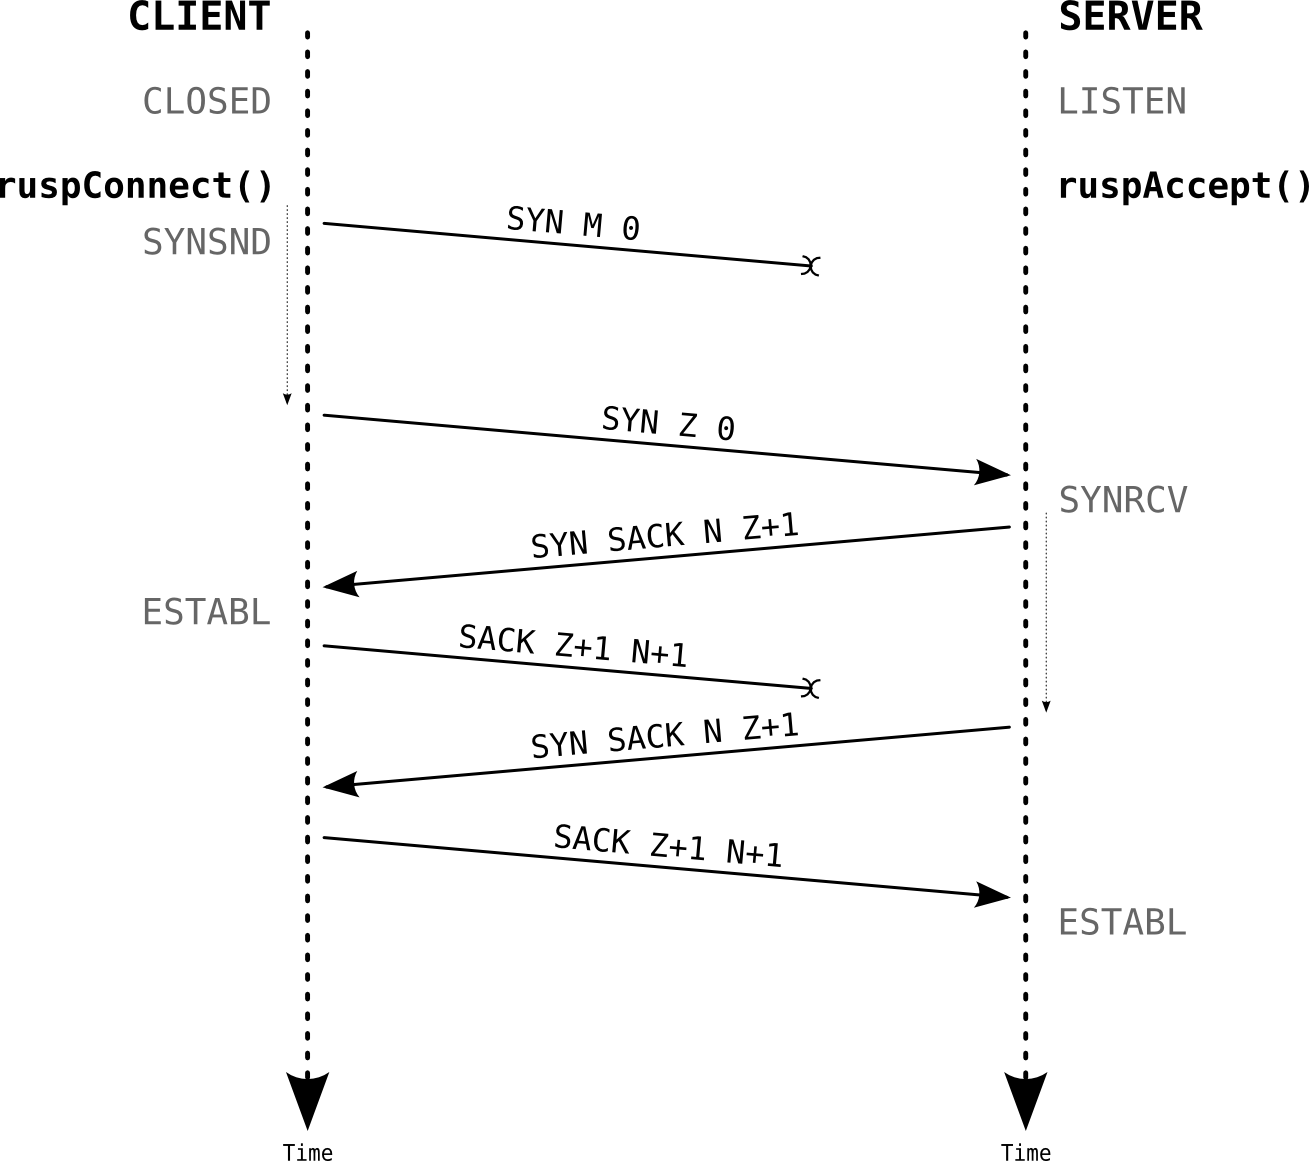 CLIENT
SERVER
CLOSED
LISTEN
ruspConnect()
ruspAccept()
SYN M 0
SYNSND
SYN Z 0
SYNRCV
SYN SACK N Z+1
ESTABL
SACK Z+1 N+1
SYN SACK N Z+1
SACK Z+1 N+1
ESTABL
Time
Time